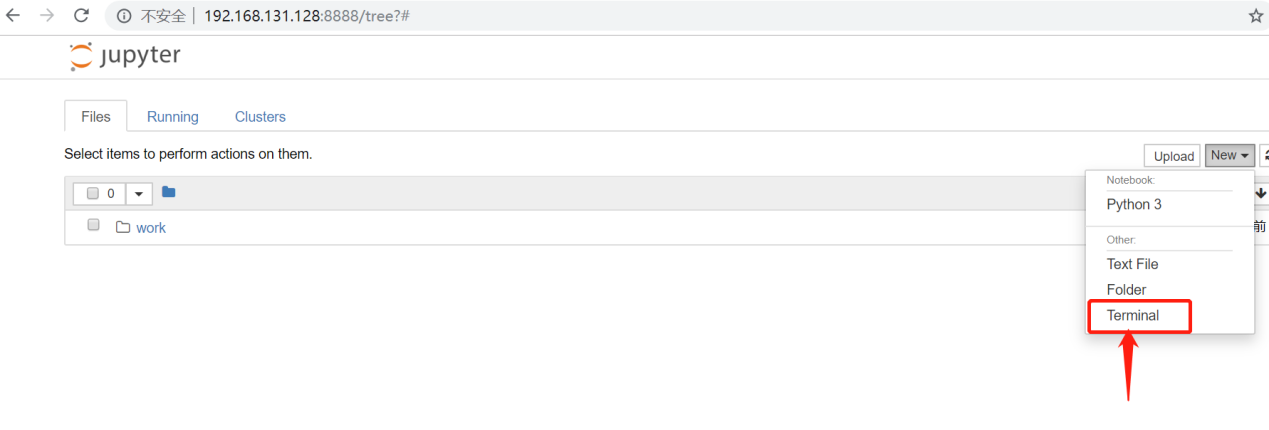 不安全 192.168.131.128:8888/tree?#
jupyter
Files Running Clusters
Select items to perform actions on them.
Upload New
0
Notebook:
Python 3
work
前
Other:
Text File
Folder
Terminal